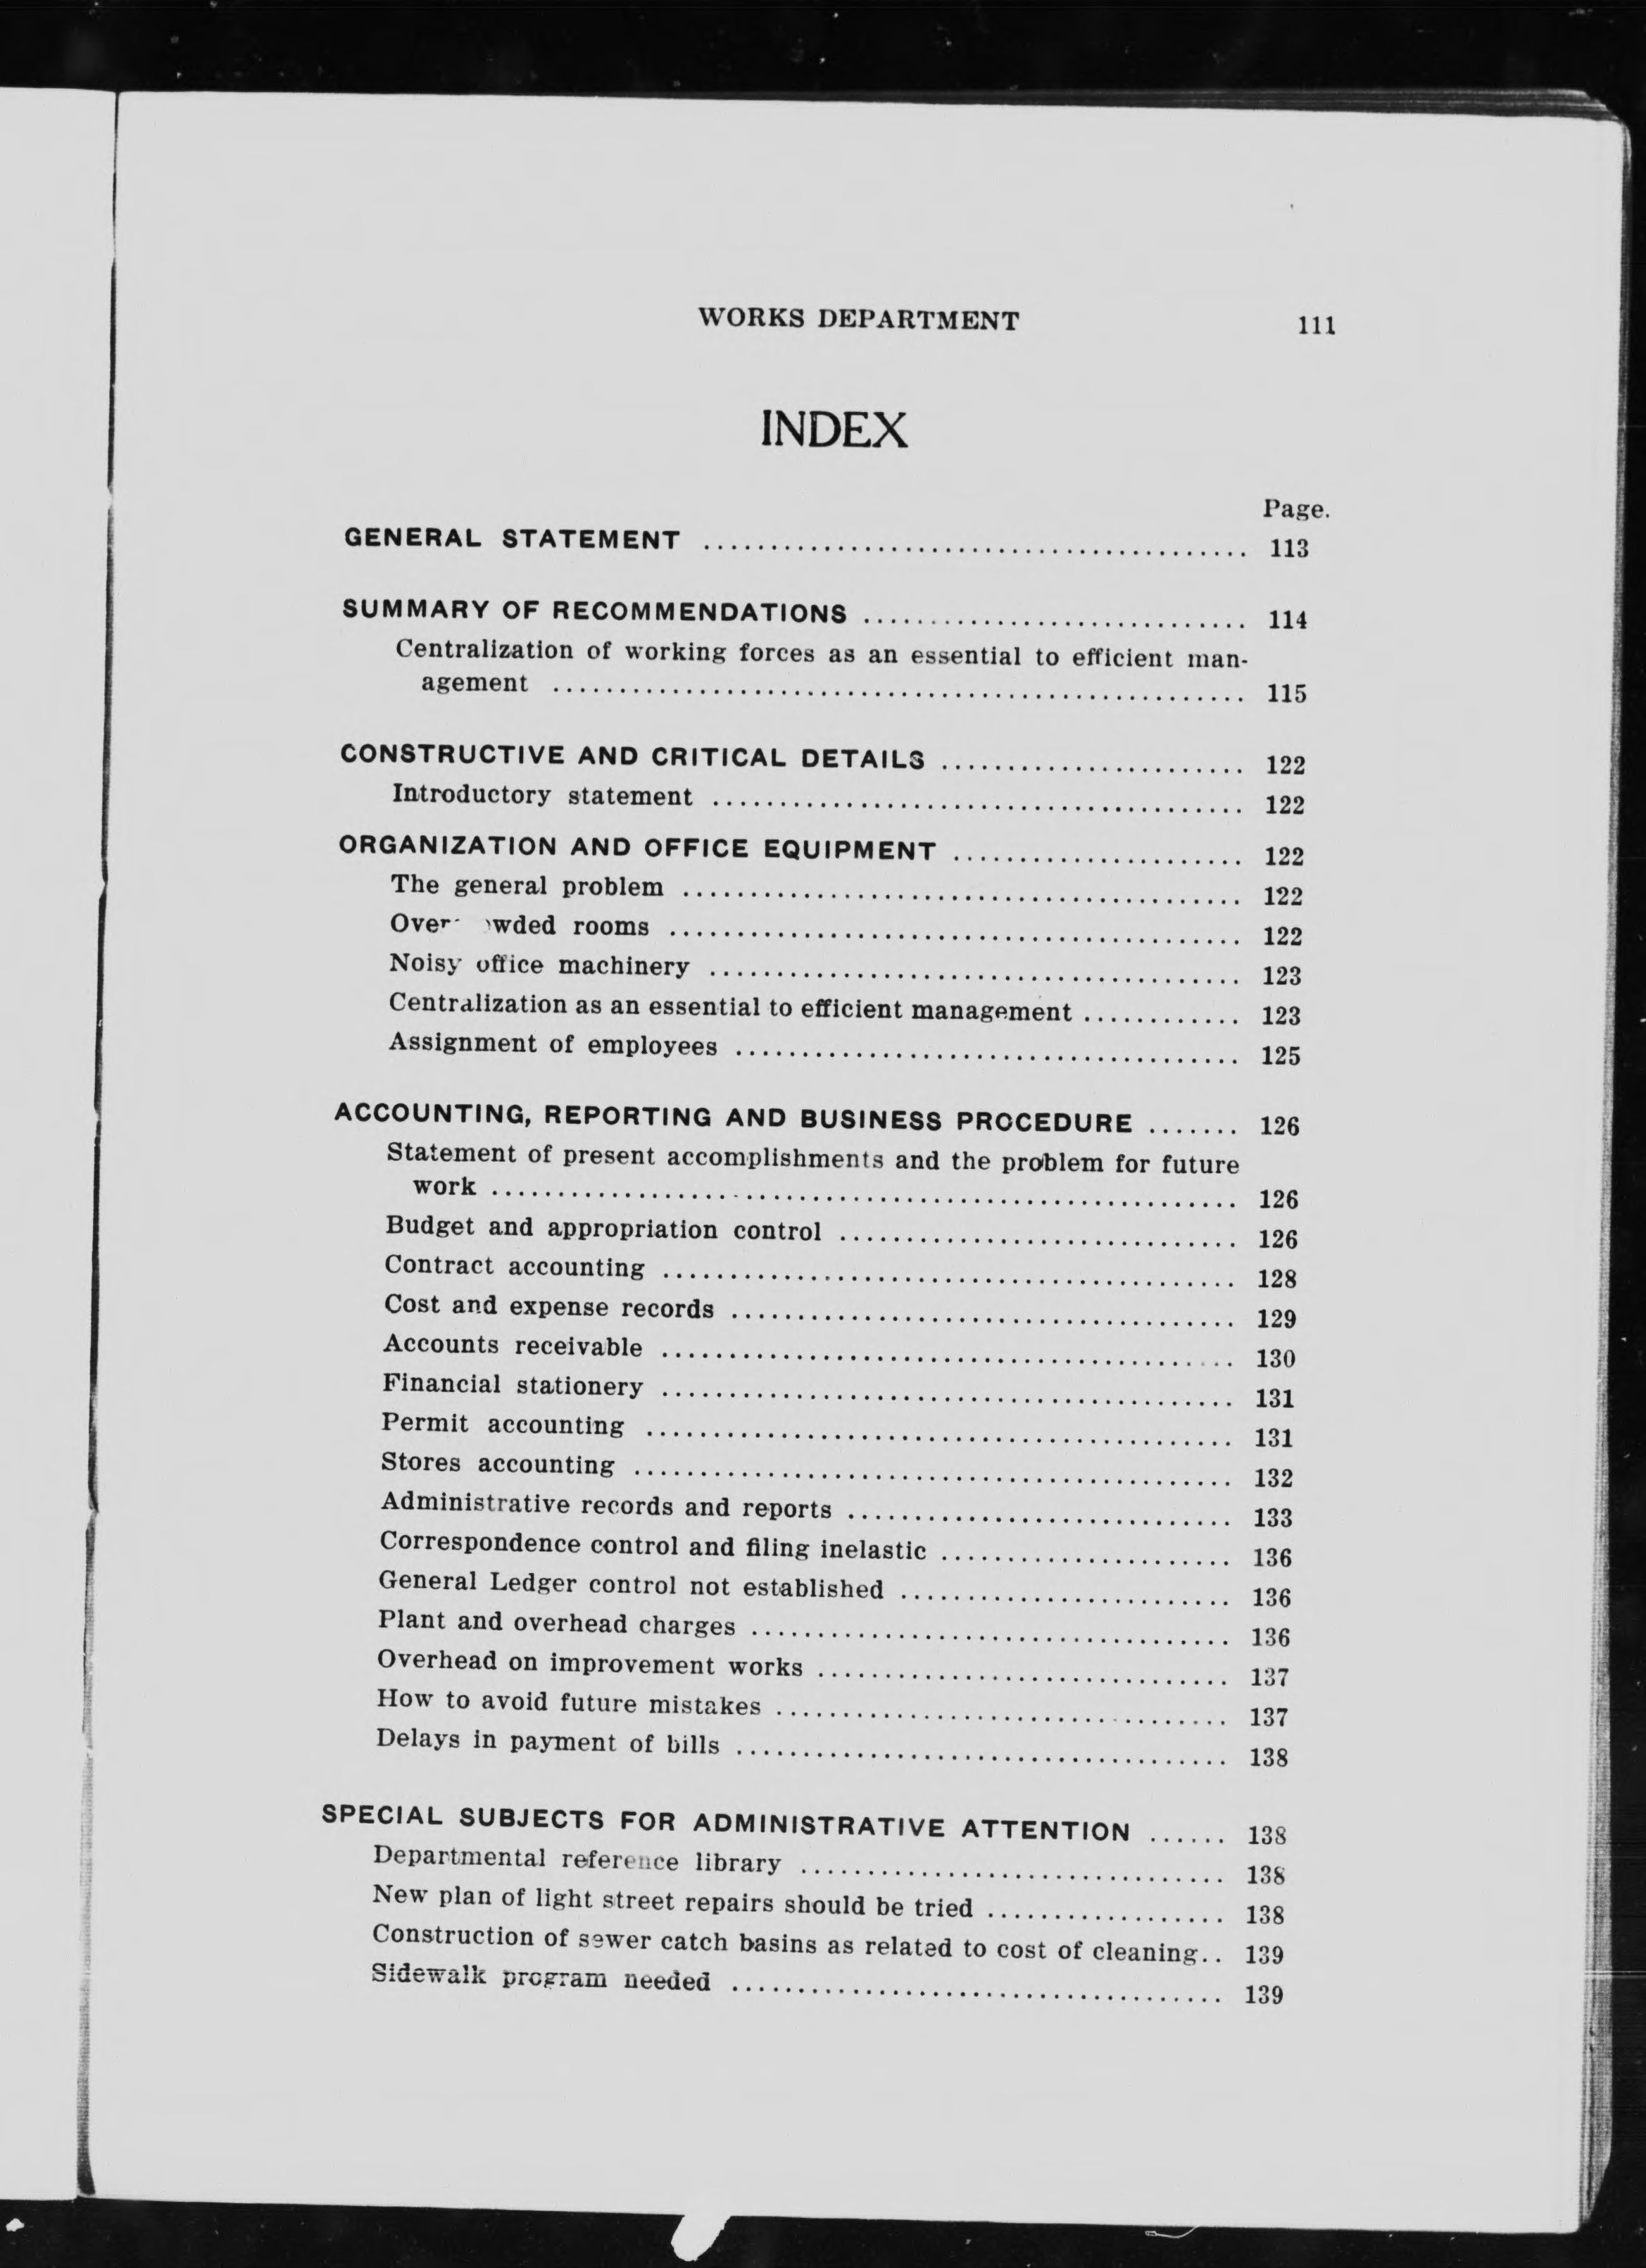 WORKS DEPARTMENT 111
INDEX
Page.
GENERAL STATEMENT ........................................ 113
SUMMARY OF RECOMMENDATIONS ............................. 114
Centralization of working forces as an essential to efficient man-
agement .................................................... 115
CONSTRUCTIVE AND CRITICAL DETAILS ....................... 122
Introductory statement ........................................ 122
ORGANIZATION AND OFFICE EQUIPMENT ...................... 122
The general problem .......................................... 122
rooms ........................................... 122
Noisy office machinery ........................................ 123
Centralization as an essential to efficient management ............ 123
Assignment of employees ...................................... 125
ACCOUNTING, REPORTING AND BUSINESS PROCEDURE ....... 126
Statement of present accomplishments and the problem for future
work ........................................................ 126
Budget and appropriation control .............................. 126
Contract accounting ........................................... 128
Cost and expense records ...................................... 129
Accounts receivable ........................................... 130
Financial stationery ........................................... 131
Permit accounting ............................................ 131
Stores accounting ............................................. 132
Administrative records and reports ............................. 133
Correspondence control and filing inelastic ...................... 136
General Ledger control not established ......................... 136
Plant and overhead charges .................................... 136
Overhead on improvement works ............................... 137
How to avoid future mistakes .................................. 137
Delays in payment of bills ..................................... 138
SPECIAL SUBJECTS FOR ADMINISTRATIVE ATTENTION ...... 138
Departmental reference library ................................ 138
New plan of light street repairs should be tried .................. 138
Construction of sewer catch basins as related to cost of cleaning.. 139
Sidewalk program needed ..................................... 139